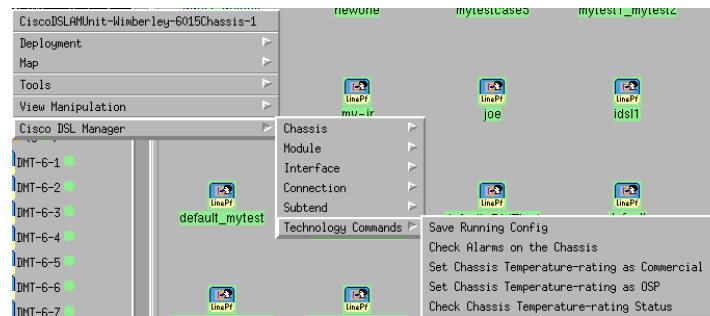 CiscoDSLAMUnit-Wimberley-6015Chassis-1
newone
mytestcase5
mytest1_mytest2
Deployment
Map
Tools
View Manipulation
Cisco DSL Manager
LinePf
LinePf
LinePf
my-jr
joe
idsl1
Chassis
Module
Interface
Connection
Subtend
Technology Commands
DMT-6-1
DMT-6-2
DMT-6-3
DMT-6-4
DMT-6-5
DMT-6-6
DMT-6-7
LinePf
LinePf
LinePf
default_mytest
Save Running Config
Check Alarms on the Chassis
Set Chassis Temperature-rating as Commercial
Set Chassis Temperature-rating as OSP
Check Chassis Temperature-rating Status
LinePf
LinePf